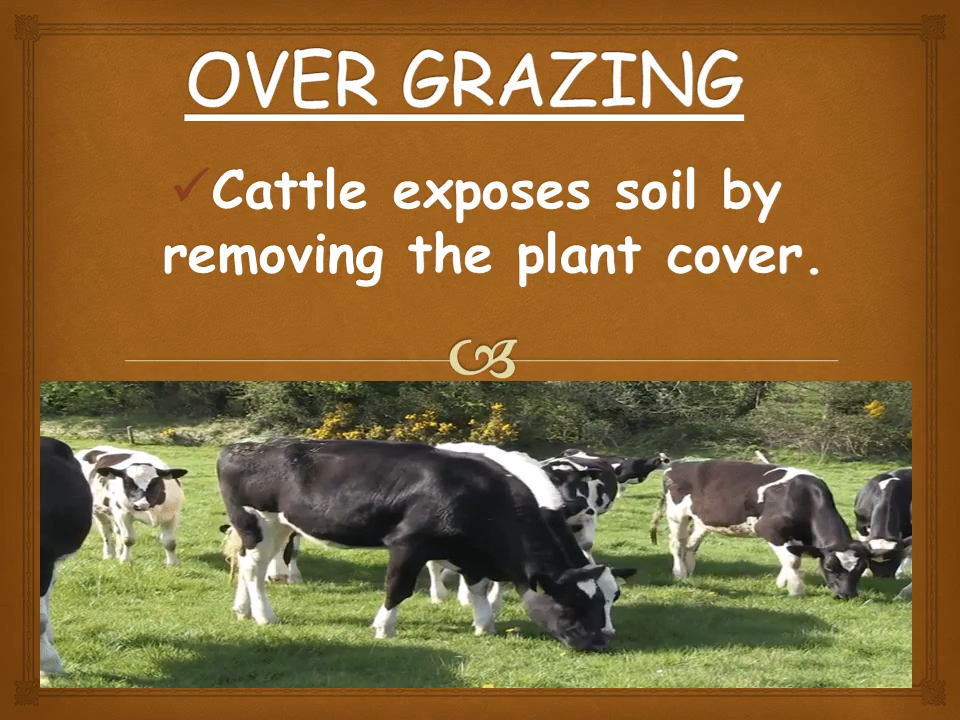 OVER GRAZING
✓Cattle exposes soil by
removing the plant cover.